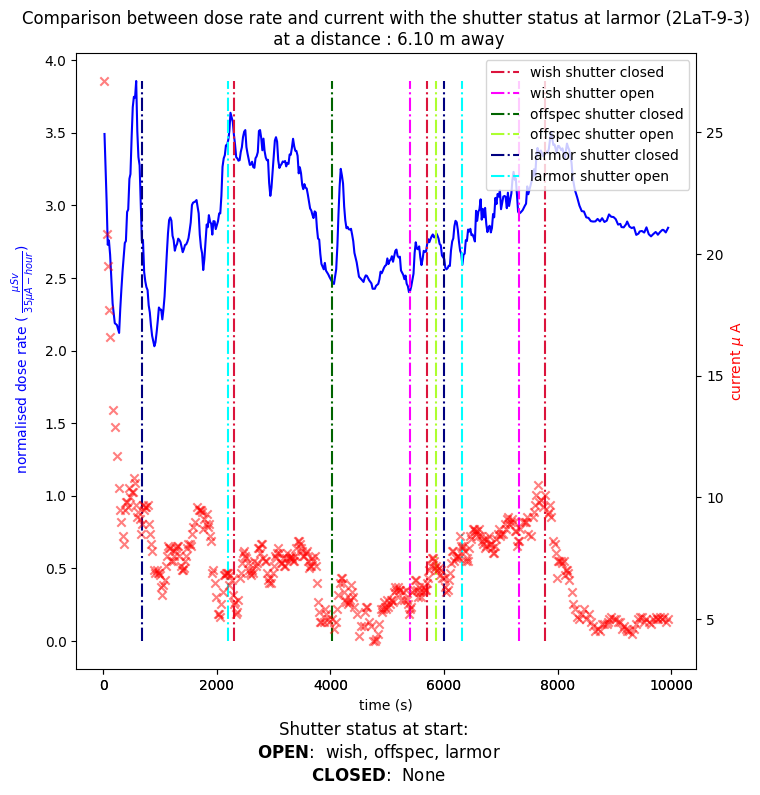 Comparison between dose rate and current with the shutter status at larmor (2LaT-9-3)
at a distance : 6.10 m away
wish shutter closed
wish shutter open
offspec shutter closed
offspec shutter open
larmor shutter closed
larmor shutter open
4.0
3.5
3.0
2.5
2.0
1.5
1.0
0.5
0.0
normalised dose rate ( μSv / 35μA − hour )
25
20
15
10
5
current μ A
0 2000 4000 6000 8000 10000
time (s)
Shutter status at start:
OPEN: wish, offspec, larmor
CLOSED: None